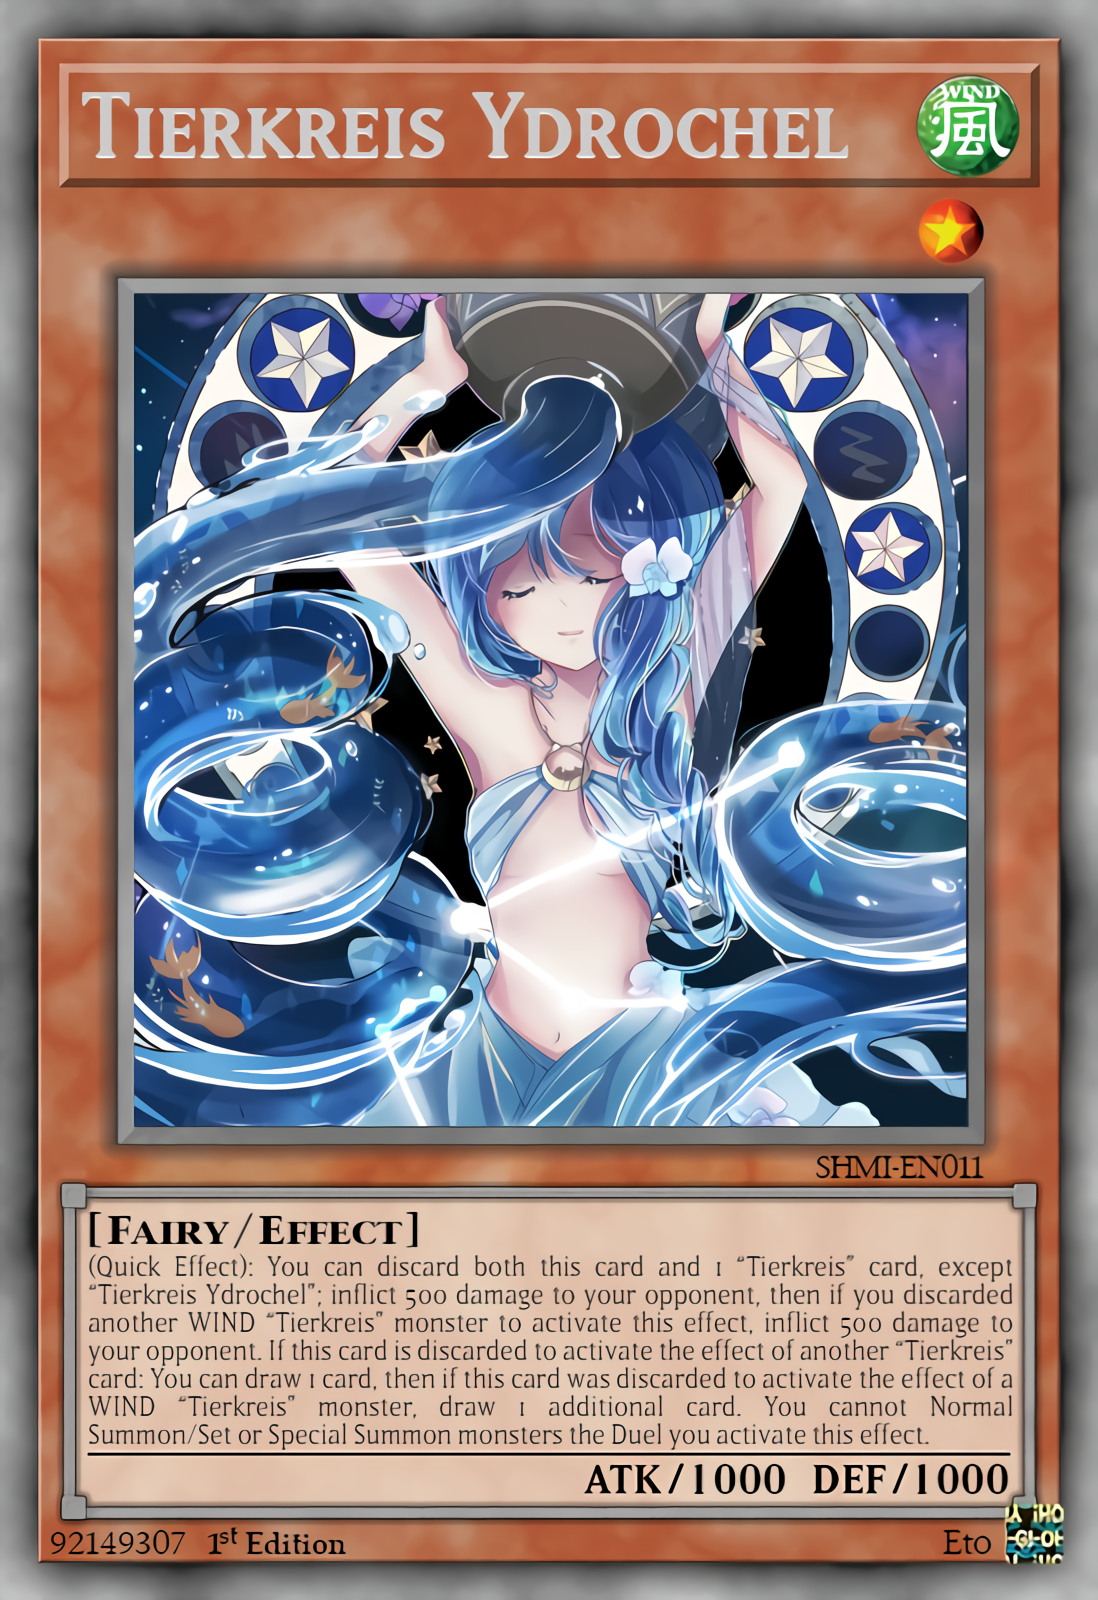 Tierkreis Ydrochel
WIND
風
SHMI-EN011
[Fairy/Effect]
(Quick Effect): You can discard both this card and 1 “Tierkreis” card, except
“Tierkreis Ydrochel”; inflict 500 damage to your opponent, then if you discarded
another WIND “Tierkreis” monster to activate this effect, inflict 500 damage to
your opponent. If this card is discarded to activate the effect of another “Tierkreis”
card: You can draw 1 card, then if this card was discarded to activate the effect of a
WIND “Tierkreis” monster, draw 1 additional card. You cannot Normal
Summon/Set or Special Summon monsters the Duel you activate this effect.
ATK/1000 DEF/1000
92149307 1st Edition Eto